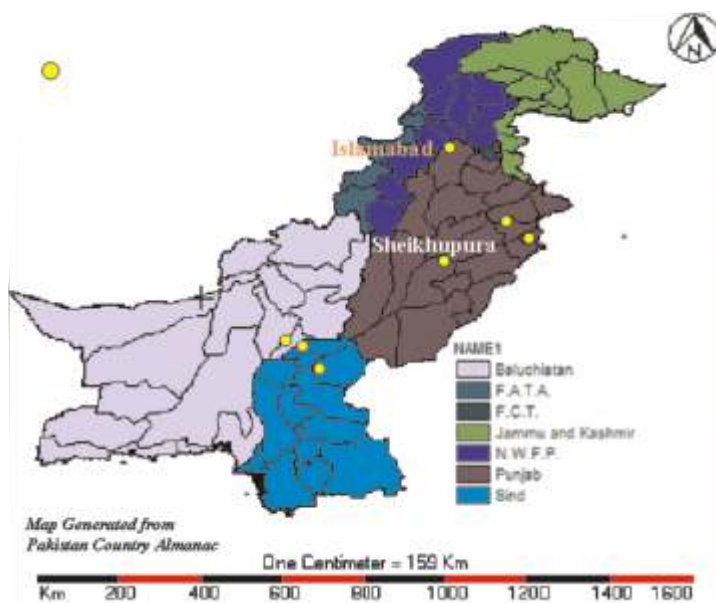 N
Islamabad
Sheikhupura
NAME1
Baluchistan
F.A.T.A.
F.C.T.
Jammu and Kashmir
N.W.F.P.
Punjab
Sind
Map Generated from
Pakistan Country Almanac
One Centimeter = 159 Km
Km 200 400 600 800 1000 1200 1400 1600